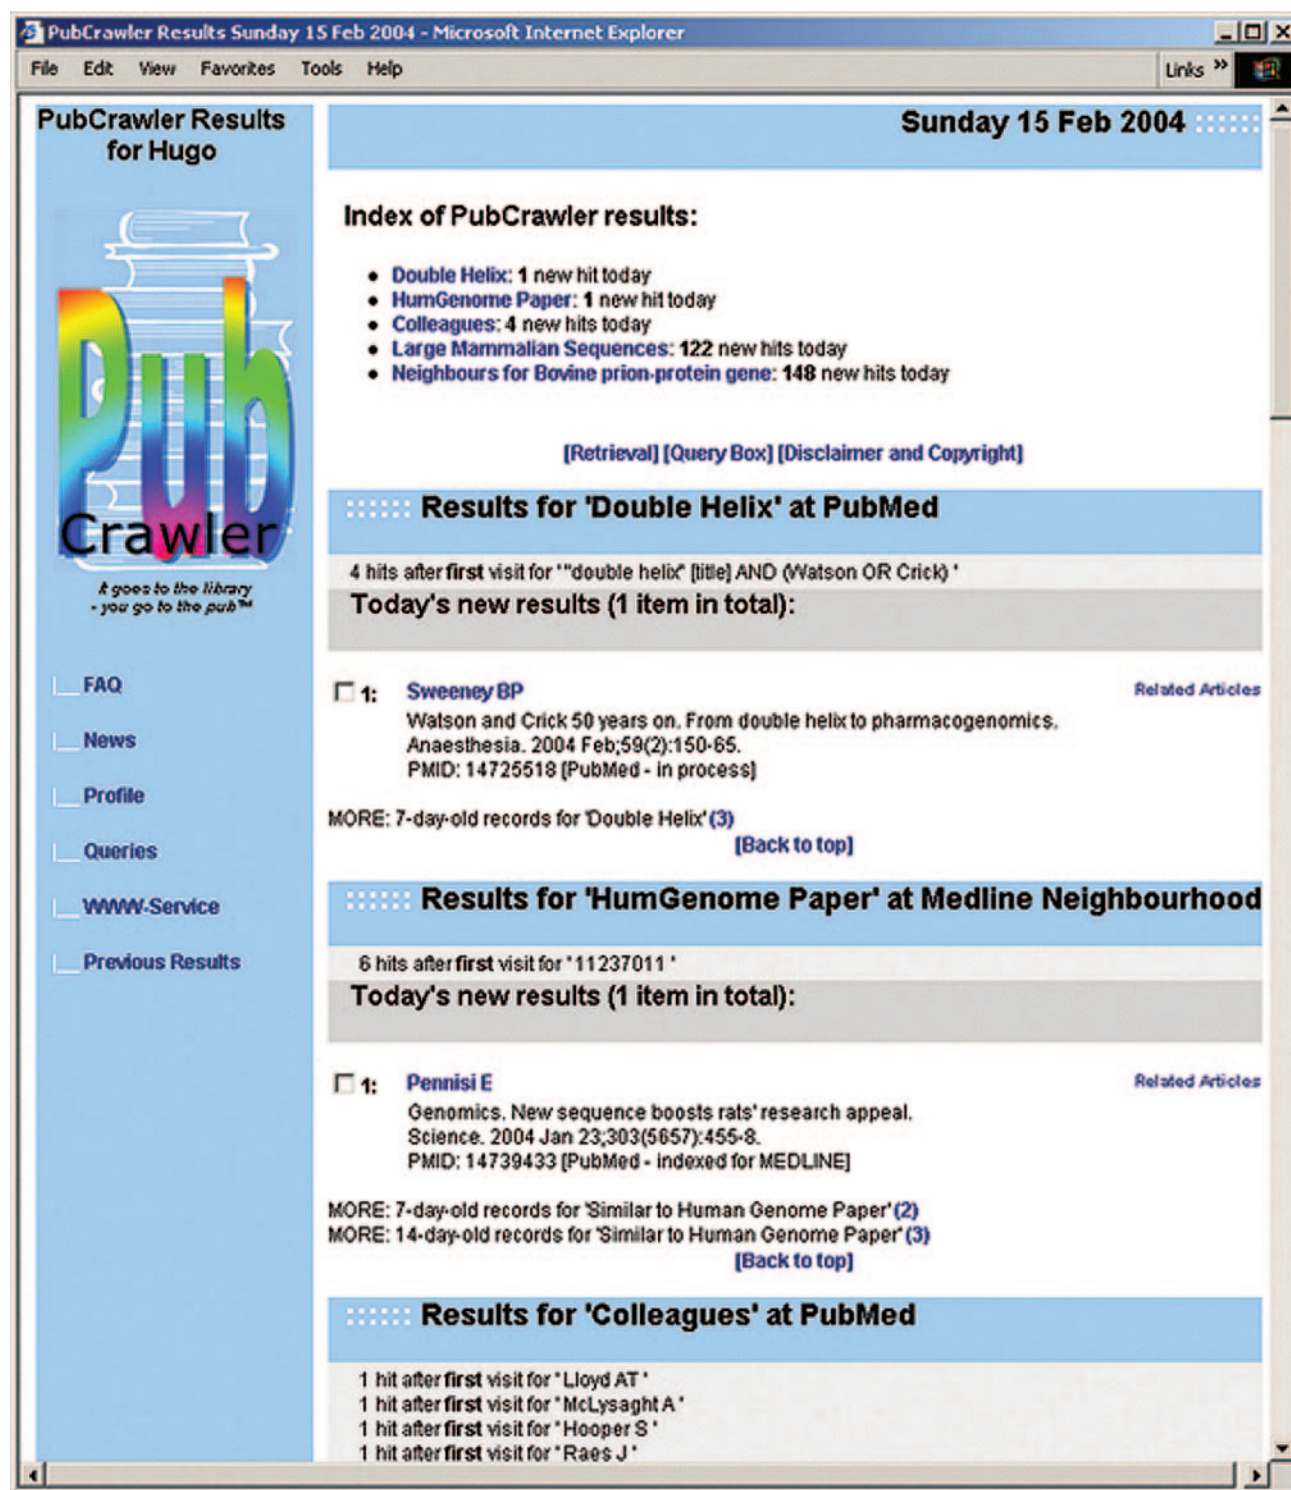 PubCrawler Results Sunday 15 Feb 2004 - Microsoft Internet Explorer
File Edit View Favorites Tools Help Links »
PubCrawler Results
for Hugo
Pub
Crawler
it goes to the library
- you go to the pub™
FAQ
News
Profile
Queries
WWW-Service
Previous Results
Sunday 15 Feb 2004
Index of PubCrawler results:
• Double Helix: 1 new hit today
• HumGenome Paper: 1 new hit today
• Colleagues: 4 new hits today
• Large Mammalian Sequences: 122 new hits today
• Neighbours for Bovine prion-protein gene: 148 new hits today
[Retrieval] [Query Box] [Disclaimer and Copyright]
Results for 'Double Helix' at PubMed
4 hits after first visit for '"double helix" [title] AND (Watson OR Crick) '
Today's new results (1 item in total):
1: Sweeney BP Related Articles
Watson and Crick 50 years on. From double helix to pharmacogenomics.
Anaesthesia. 2004 Feb;59(2):150-65.
PMID: 14725518 [PubMed - in process]
MORE: 7-day-old records for 'Double Helix' (3)
[Back to top]
Results for 'HumGenome Paper' at Medline Neighbourhood
6 hits after first visit for '11237011 '
Today's new results (1 item in total):
1: Pennisi E Related Articles
Genomics. New sequence boosts rats' research appeal.
Science. 2004 Jan 23;303(5657):455-8.
PMID: 14739433 [PubMed - indexed for MEDLINE]
MORE: 7-day-old records for 'Similar to Human Genome Paper' (2)
MORE: 14-day-old records for 'Similar to Human Genome Paper' (3)
[Back to top]
Results for 'Colleagues' at PubMed
1 hit after first visit for 'Lloyd AT '
1 hit after first visit for 'McLysaght A '
1 hit after first visit for 'Hooper S '
1 hit after first visit for 'Raes J '